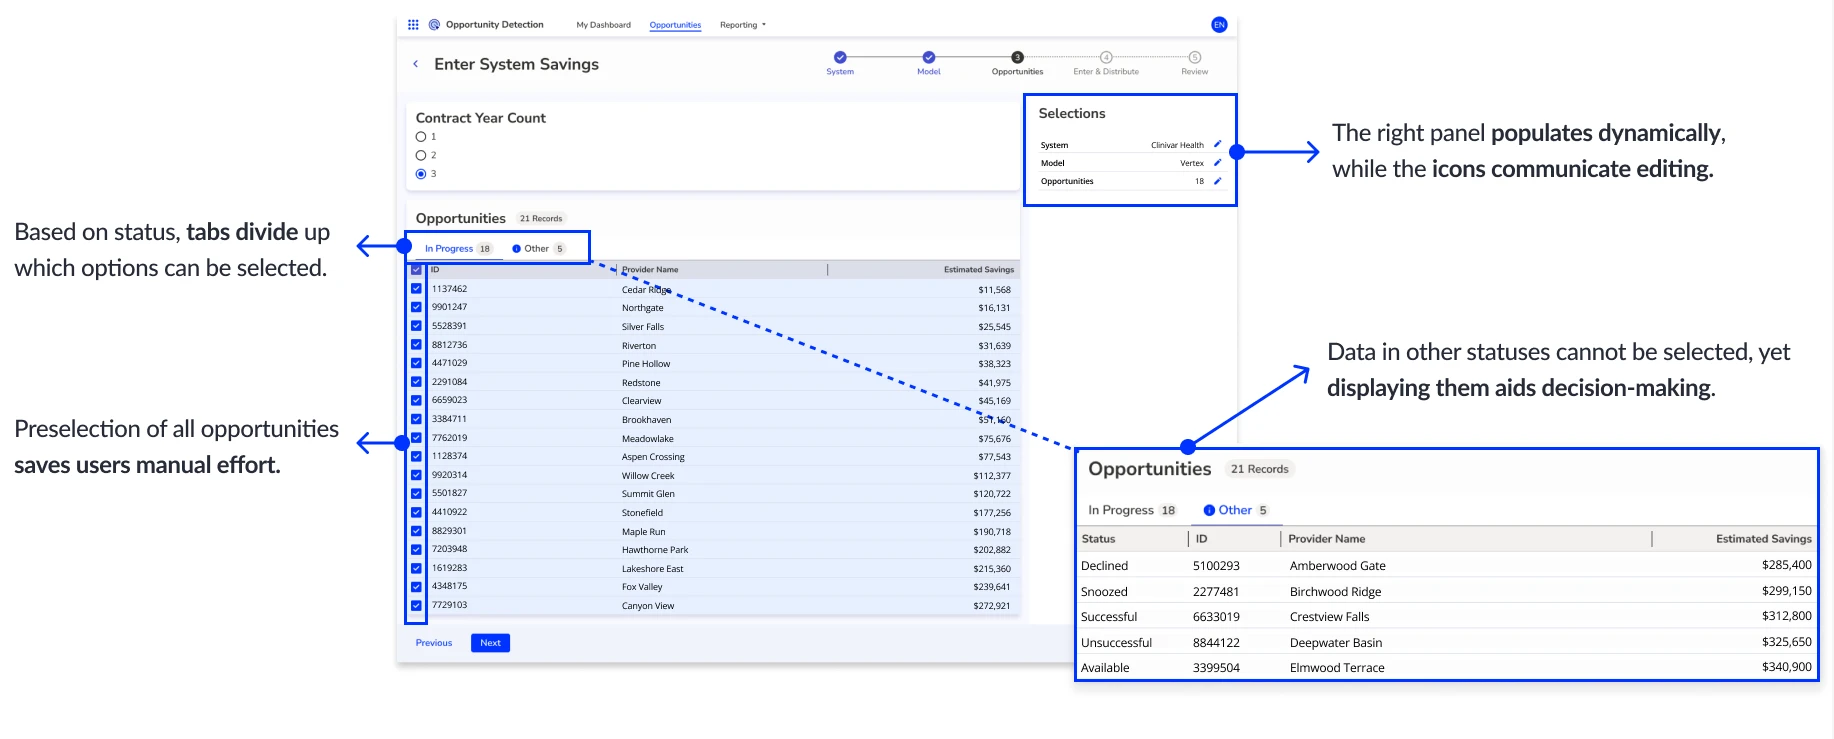 Opportunity Detection My Dashboard Opportunities Reporting EN
Enter System Savings
System Model 3 Opportunities 4 Enter & Distribute 5 Review
Contract Year Count
1
2
3
Selections
System Clinivar Health
Model Vertex
Opportunities 18
The right panel populates dynamically,
while the icons communicate editing.
Based on status, tabs divide up
which options can be selected.
Preselection of all opportunities
saves users manual effort.
Opportunities 21 Records
In Progress 18 Other 5
ID Provider Name Estimated Savings
1137462 Cedar Ridge $11,568
9901247 Northgate $16,131
5528391 Silver Falls $25,545
8812736 Riverton $31,639
4471029 Pine Hollow $38,323
2291084 Redstone $41,975
6659023 Clearview $45,169
3384711 Brookhaven $51,160
7762019 Meadowlake $75,676
1128374 Aspen Crossing $77,543
9920314 Willow Creek $112,377
5501827 Summit Glen $120,722
4410922 Stonefield $177,256
8829301 Maple Run $190,718
7203948 Hawthorne Park $202,882
1619283 Lakeshore East $215,360
4348175 Fox Valley $239,641
7729103 Canyon View $272,921
Previous Next
Data in other statuses cannot be selected, yet
displaying them aids decision-making.
Opportunities 21 Records
In Progress 18 Other 5
Status ID Provider Name Estimated Savings
Declined 5100293 Amberwood Gate $285,400
Snoozed 2277481 Birchwood Ridge $299,150
Successful 6633019 Crestview Falls $312,800
Unsuccessful 8844122 Deepwater Basin $325,650
Available 3399504 Elmwood Terrace $340,900